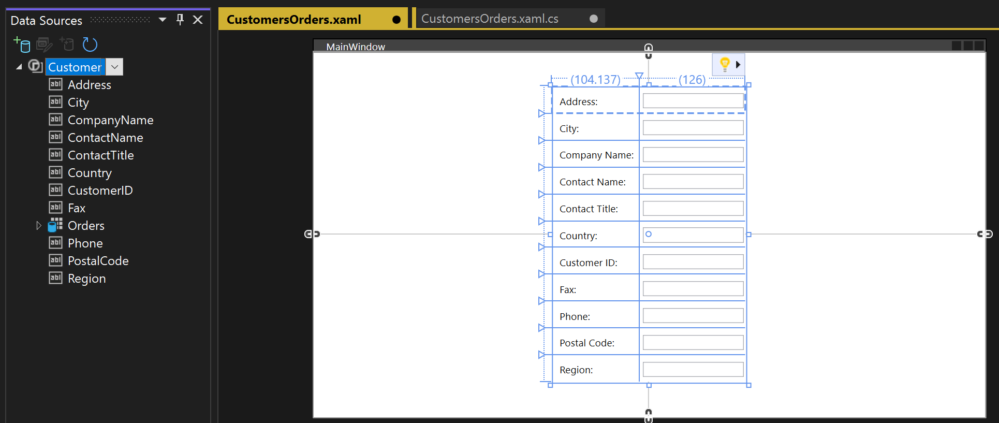 Data Sources
Customer
Address
City
CompanyName
ContactName
ContactTitle
Country
CustomerID
Fax
Orders
Phone
PostalCode
Region
CustomersOrders.xaml
CustomersOrders.xaml.cs
MainWindow
(104.137) (126)
Address:
City:
Company Name:
Contact Name:
Contact Title:
Country:
Customer ID:
Fax:
Phone:
Postal Code:
Region: